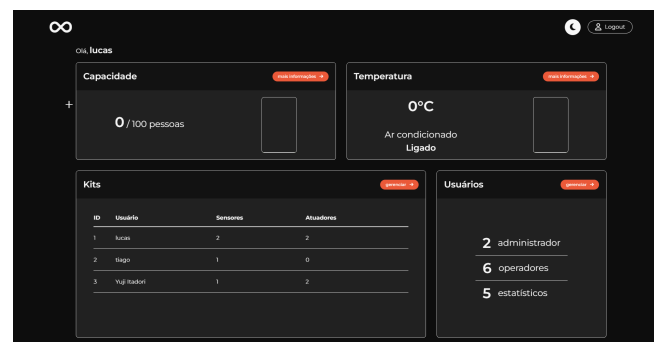 Logout
Olá, lucas
Capacidade
mais informações →
0 / 100 pessoas
Temperatura
mais informações →
0°C
Ar condicionado
Ligado
Kits
gerenciar →
ID Usuário Sensores Atuadores
1 lucas 2 2
2 tiago 1 0
3 Yuji Itadori 1 2
Usuários
gerenciar →
2 administrador
6 operadores
5 estatísticos